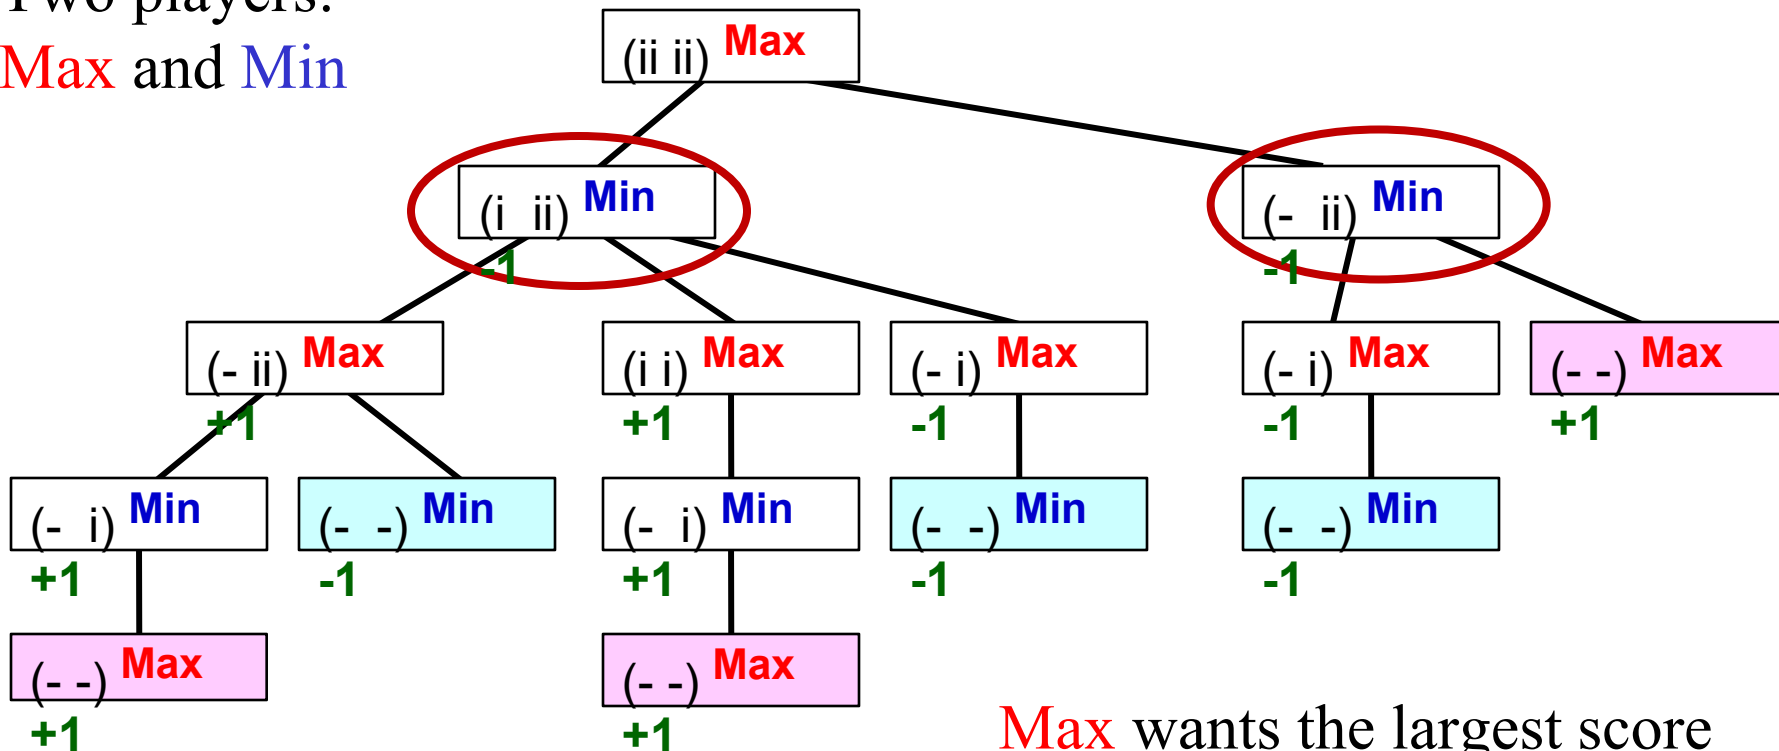 Two players:
Max and Min
(ii ii) Max
(i ii) Min
-1
(- ii) Min
-1
(- ii) Max
+1
(i i) Max
+1
(- i) Max
-1
(- i) Max
-1
(- -) Max
+1
(- i) Min
+1
(- -) Min
-1
(- i) Min
+1
(- -) Min
-1
(- -) Min
-1
(- -) Max
+1
(- -) Max
+1
Max wants the largest score